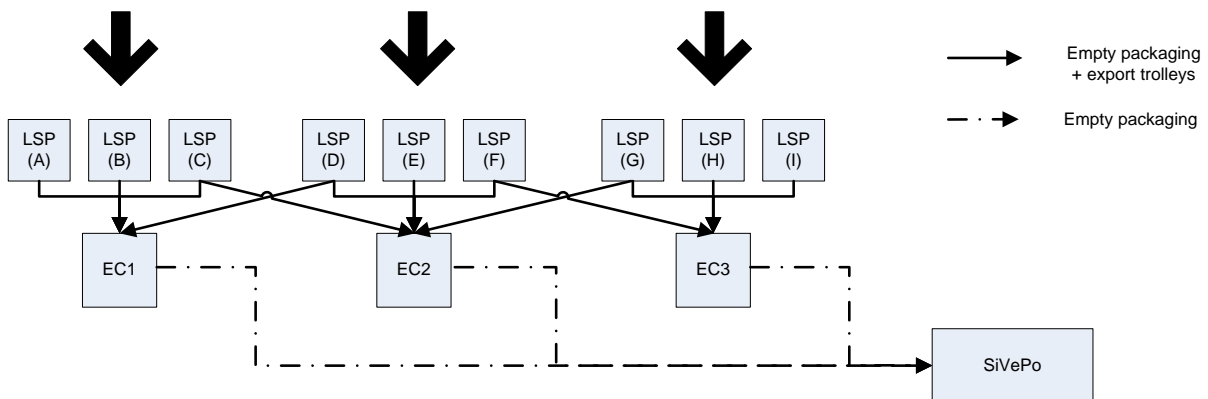 Empty packaging
+ export trolleys
Empty packaging
LSP
(A)
LSP
(B)
LSP
(C)
LSP
(D)
LSP
(E)
LSP
(F)
LSP
(G)
LSP
(H)
LSP
(I)
EC1
EC2
EC3
SiVePo